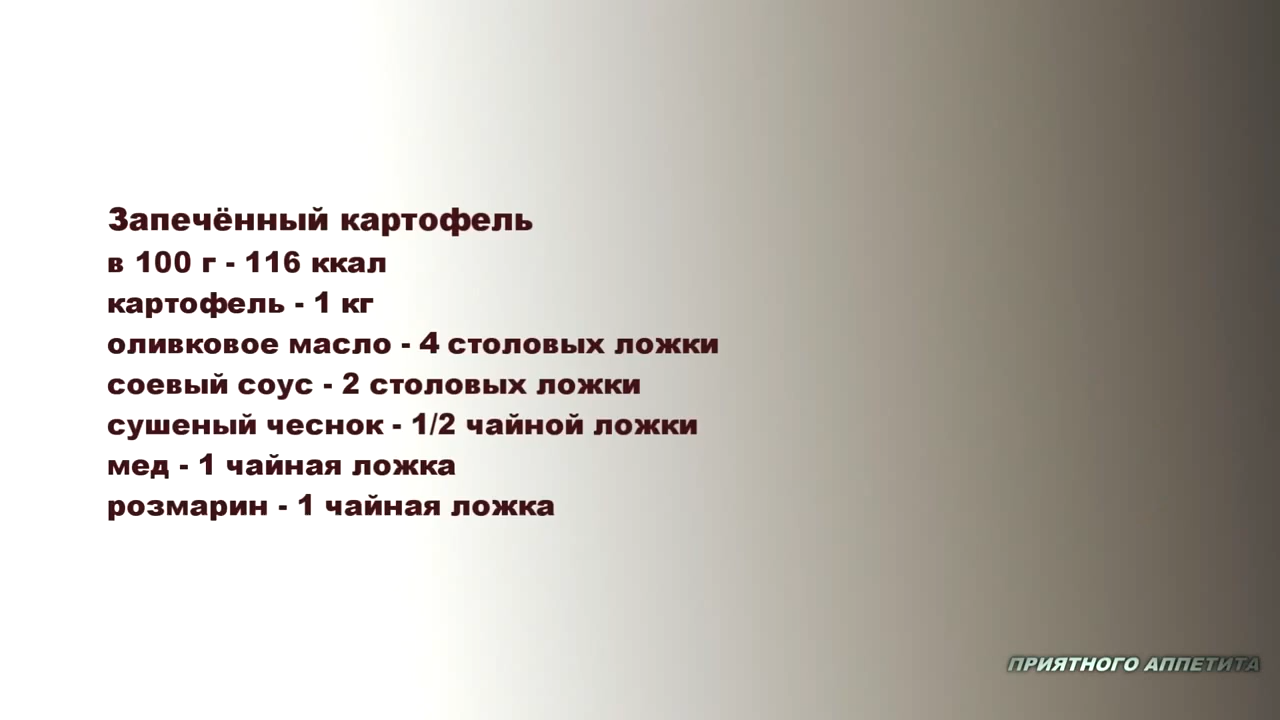 Запечённый картофель
в 100 г - 116 ккал
картофель - 1 кг
оливковое масло - 4 столовых ложки
соевый соус - 2 столовых ложки
сушеный чеснок - 1/2 чайной ложки
мед - 1 чайная ложка
розмарин - 1 чайная ложка
ПРИЯТНОГО АППЕТИТА